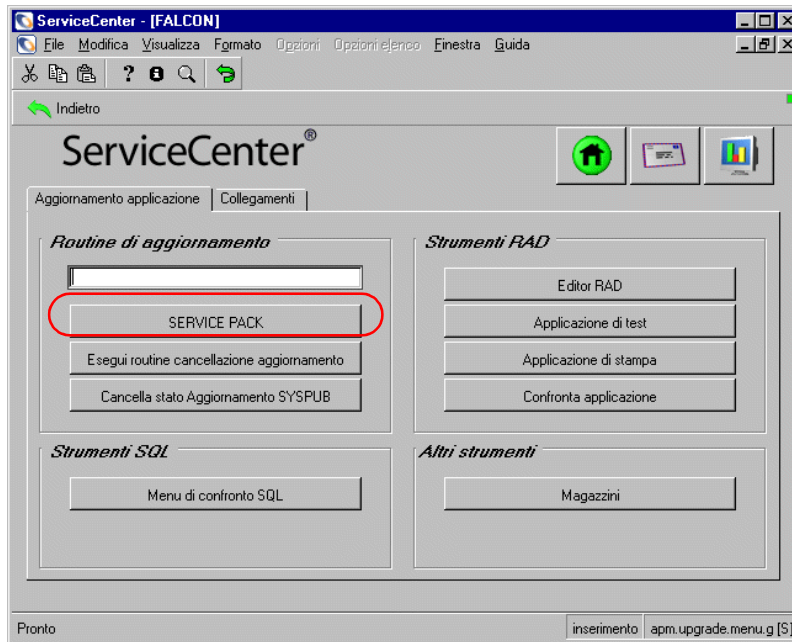 ServiceCenter - [FALCON]
File Modifica Visualizza Formato Opzioni Opzioni elenco Finestra Guida
Indietro
ServiceCenter®
Aggiornamento applicazione Collegamenti
Routine di aggiornamento
SERVICE PACK
Esegui routine cancellazione aggiornamento
Cancella stato Aggiornamento SYSPUB
Strumenti RAD
Editor RAD
Applicazione di test
Applicazione di stampa
Confronta applicazione
Strumenti SQL
Menu di confronto SQL
Altri strumenti
Magazzini
Pronto inserimento apm.upgrade.menu.g [S]